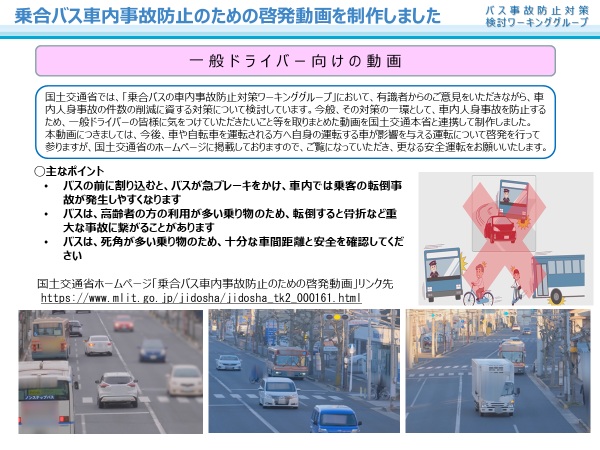 乗合バス車内事故防止のための啓発動画を制作しました
バス事故防止対策
検討ワーキンググループ
一般ドライバー向けの動画
国土交通省では、「乗合バスの車内事故防止対策ワーキンググループ」において、有識者からのご意見をいただきながら、車
内人身事故の件数の削減に資する対策について検討しています。今般、その対策の一環として、車内人身事故を防止する
ため、一般ドライバーの皆様に気をつけていただきたいこと等を取りまとめた動画を国土交通本省と連携して制作しました。
本動画につきましては、今後、車や自転車を運転される方へ自身の運転する車が影響を与える運転について啓発を行って
参りますが、国土交通省のホームページに掲載しておりますので、ご覧になっていただき、更なる安全運転をお願いいたします。
○主なポイント
• バスの前に割り込むと、バスが急ブレーキをかけ、車内では乗客の転倒事
故が発生しやすくなります
• バスは、高齢者の方の利用が多い乗り物のため、転倒すると骨折など重
大な事故に繋がることがあります
• バスは、死角が多い乗り物のため、十分な車間距離と安全を確認してくだ
さい
国土交通省ホームページ「乗合バス車内事故防止のための啓発動画」リンク先
https://www.mlit.go.jp/jidosha/jidosha_tk2_000161.html
ノンステップバス